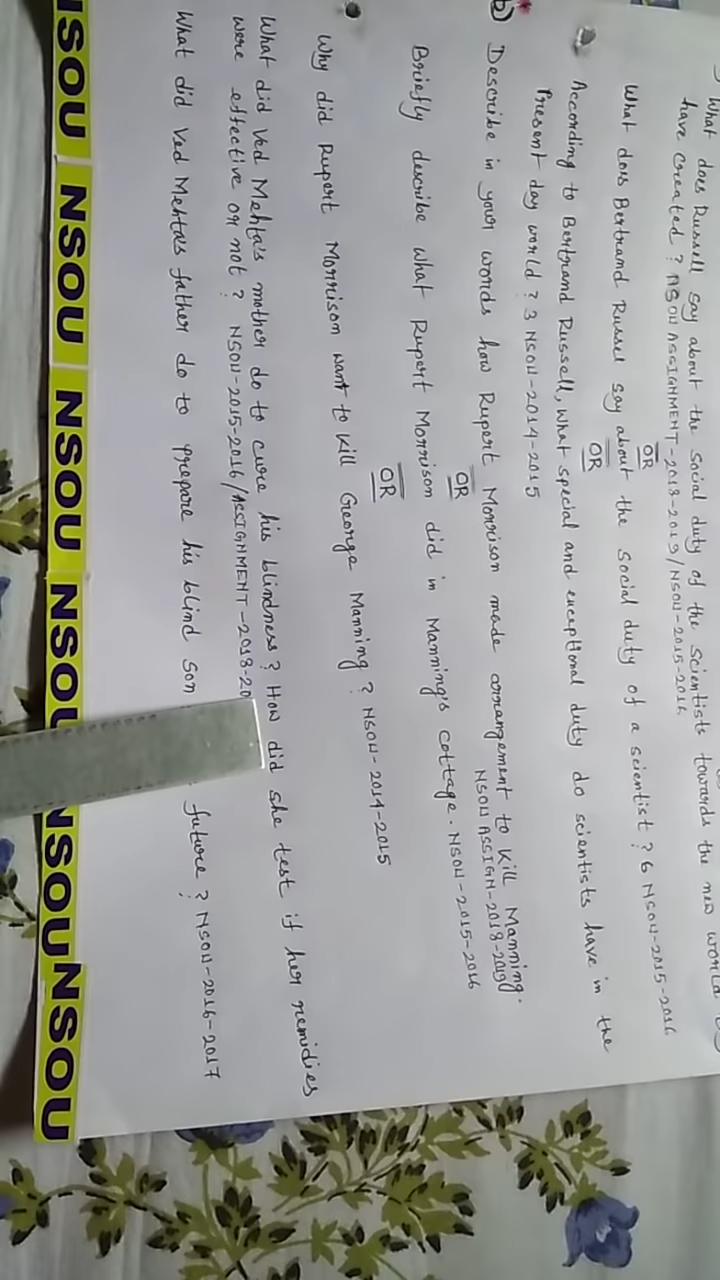 What does Russell say about the social duty of the scientists towards the new world
have created ? NSOU ASSIGNMENT-2018-2019/NSOU-2015-2016
OR
What does Bertrand Russel say about the social duty of a scientist ? 6 NSOU-2015-2016
OR
According to Bertrand Russell, what special and exceptional duty do scientists have in the
Present day world ? 3 NSOU-2014-2015
b) Describe in your words how Rupert Morrison made arrangement to kill Manning.
NSOU ASSIGN-2018-2019
OR
Briefly describe what Rupert Morrison did in Manning's cottage. NSOU-2015-2016
OR
Why did Rupert Morrison want to kill George Manning ? NSOU-2014-2015
What did Ved Mehta's mother do to cure his blindness ? How did she test if her remidies
were effective or not ? NSOU-2015-2016/ASSIGNMENT-2018-20
What did Ved Mehta's father do to prepare his blind son future ? NSOU-2016-2017
NSOU NSOU NSOU NSOU NSOU NSOU